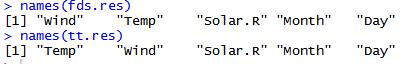 > names(fds.res)
[1] "Wind"    "Temp"    "Solar.R" "Month"   "Day"
> names(tt.res)
[1] "Temp"    "Wind"    "Solar.R" "Month"   "Day"